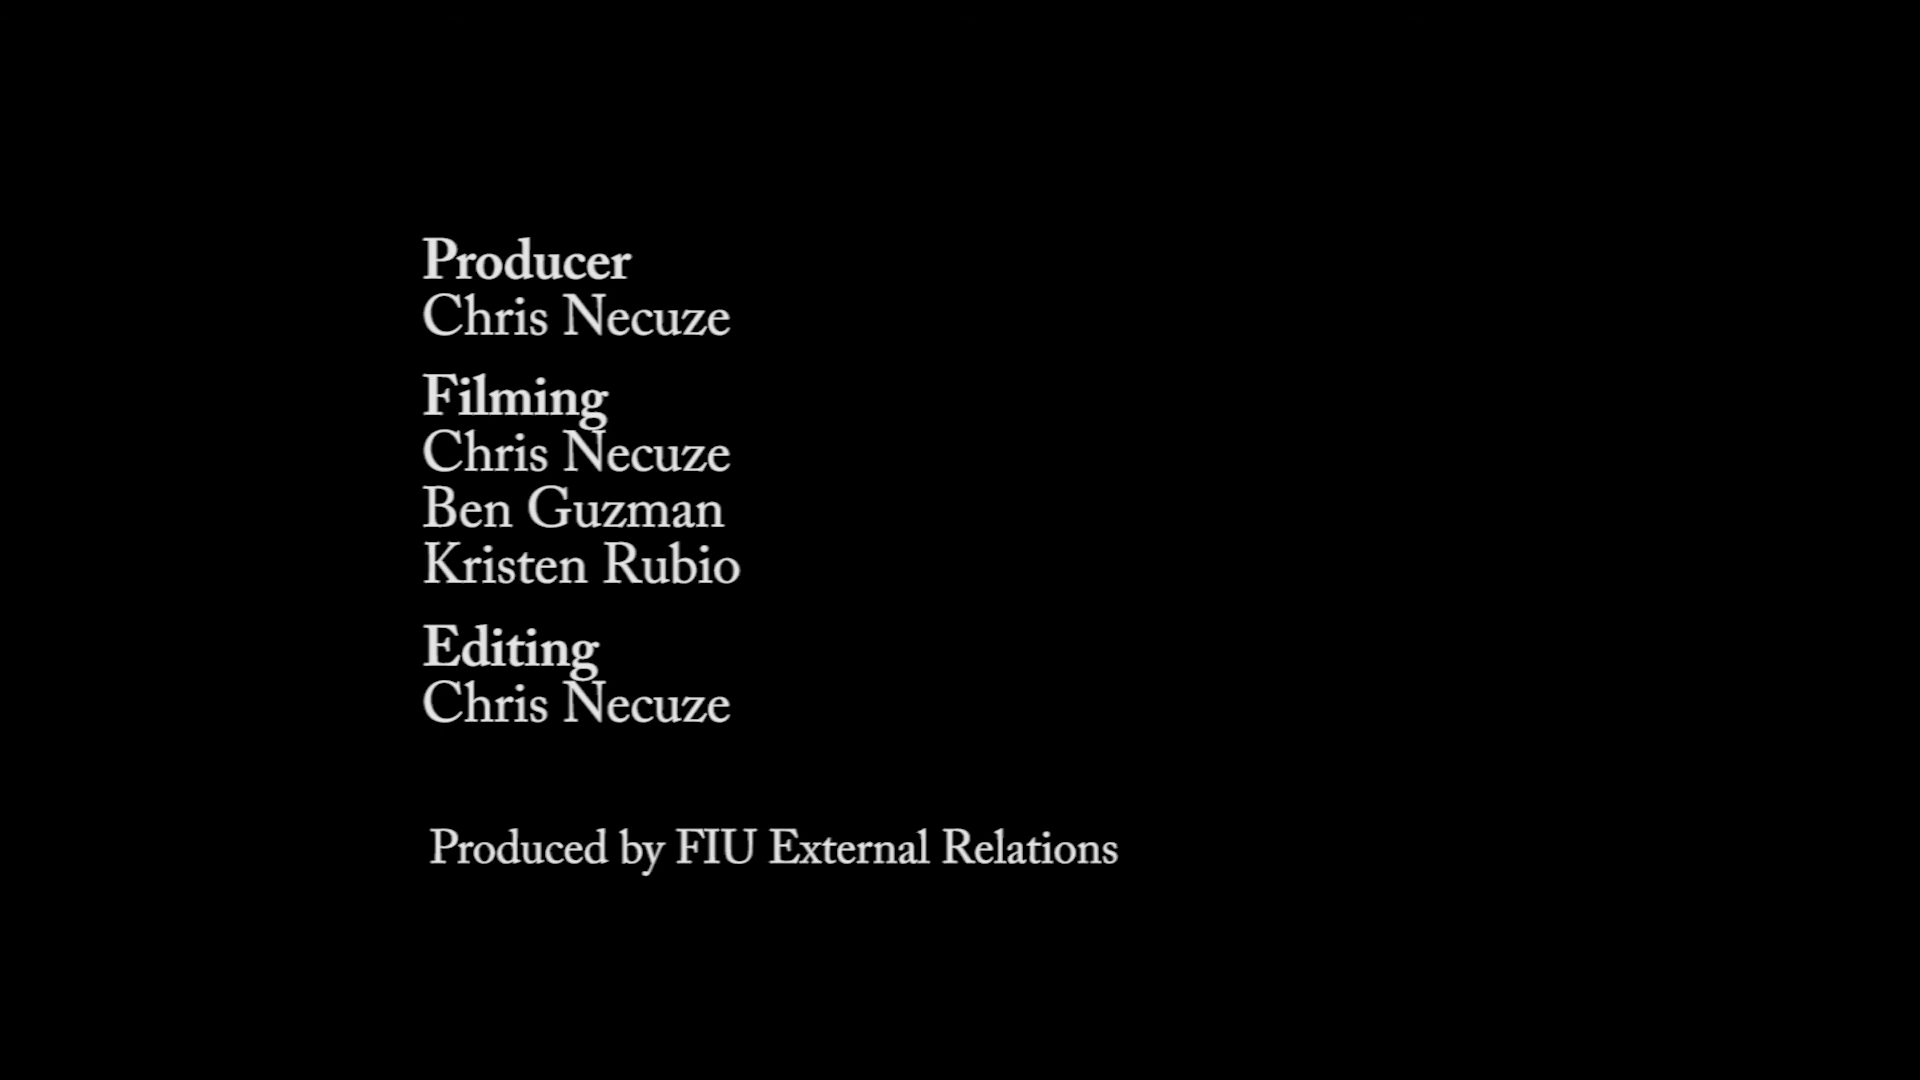 Producer
Chris Necuze
Filming
Chris Necuze
Ben Guzman
Kristen Rubio
Editing
Chris Necuze
Produced by FIU External Relations